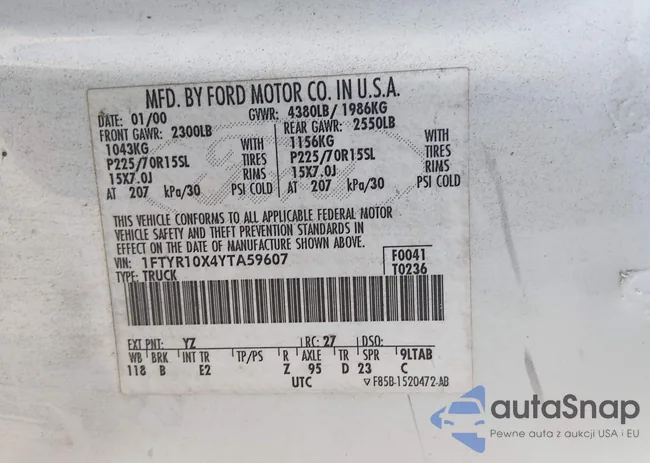 MFD. BY FORD MOTOR CO. IN U.S.A.
DATE: 01/00 GVWR: 4380LB/ 1986KG
FRONT GAWR: 2300LB REAR GAWR: 2550LB
1043KG WITH 1156KG WITH
P225/70R15SL TIRES P225/70R15SL TIRES
15X7.0J RIMS 15X7.0J RIMS
AT 207 kPa/30 PSI COLD AT 207 kPa/30 PSI COLD
THIS VEHICLE CONFORMS TO ALL APPLICABLE FEDERAL MOTOR
VEHICLE SAFETY AND THEFT PREVENTION STANDARDS IN
EFFECT ON THE DATE OF MANUFACTURE SHOWN ABOVE.
VIN: 1FTYR10X4YTA59607 F0041
TYPE: TRUCK T0236
EXT PNT: YZ RC: 27 DSO:
WB BRK INT TR TP/PS R AXLE TR SPR 9LTAB
118 B E2 Z 95 D 23 C
UTC ▽F85B-1520472-AB
autaSnap
Pewne auta z aukcji USA i EU